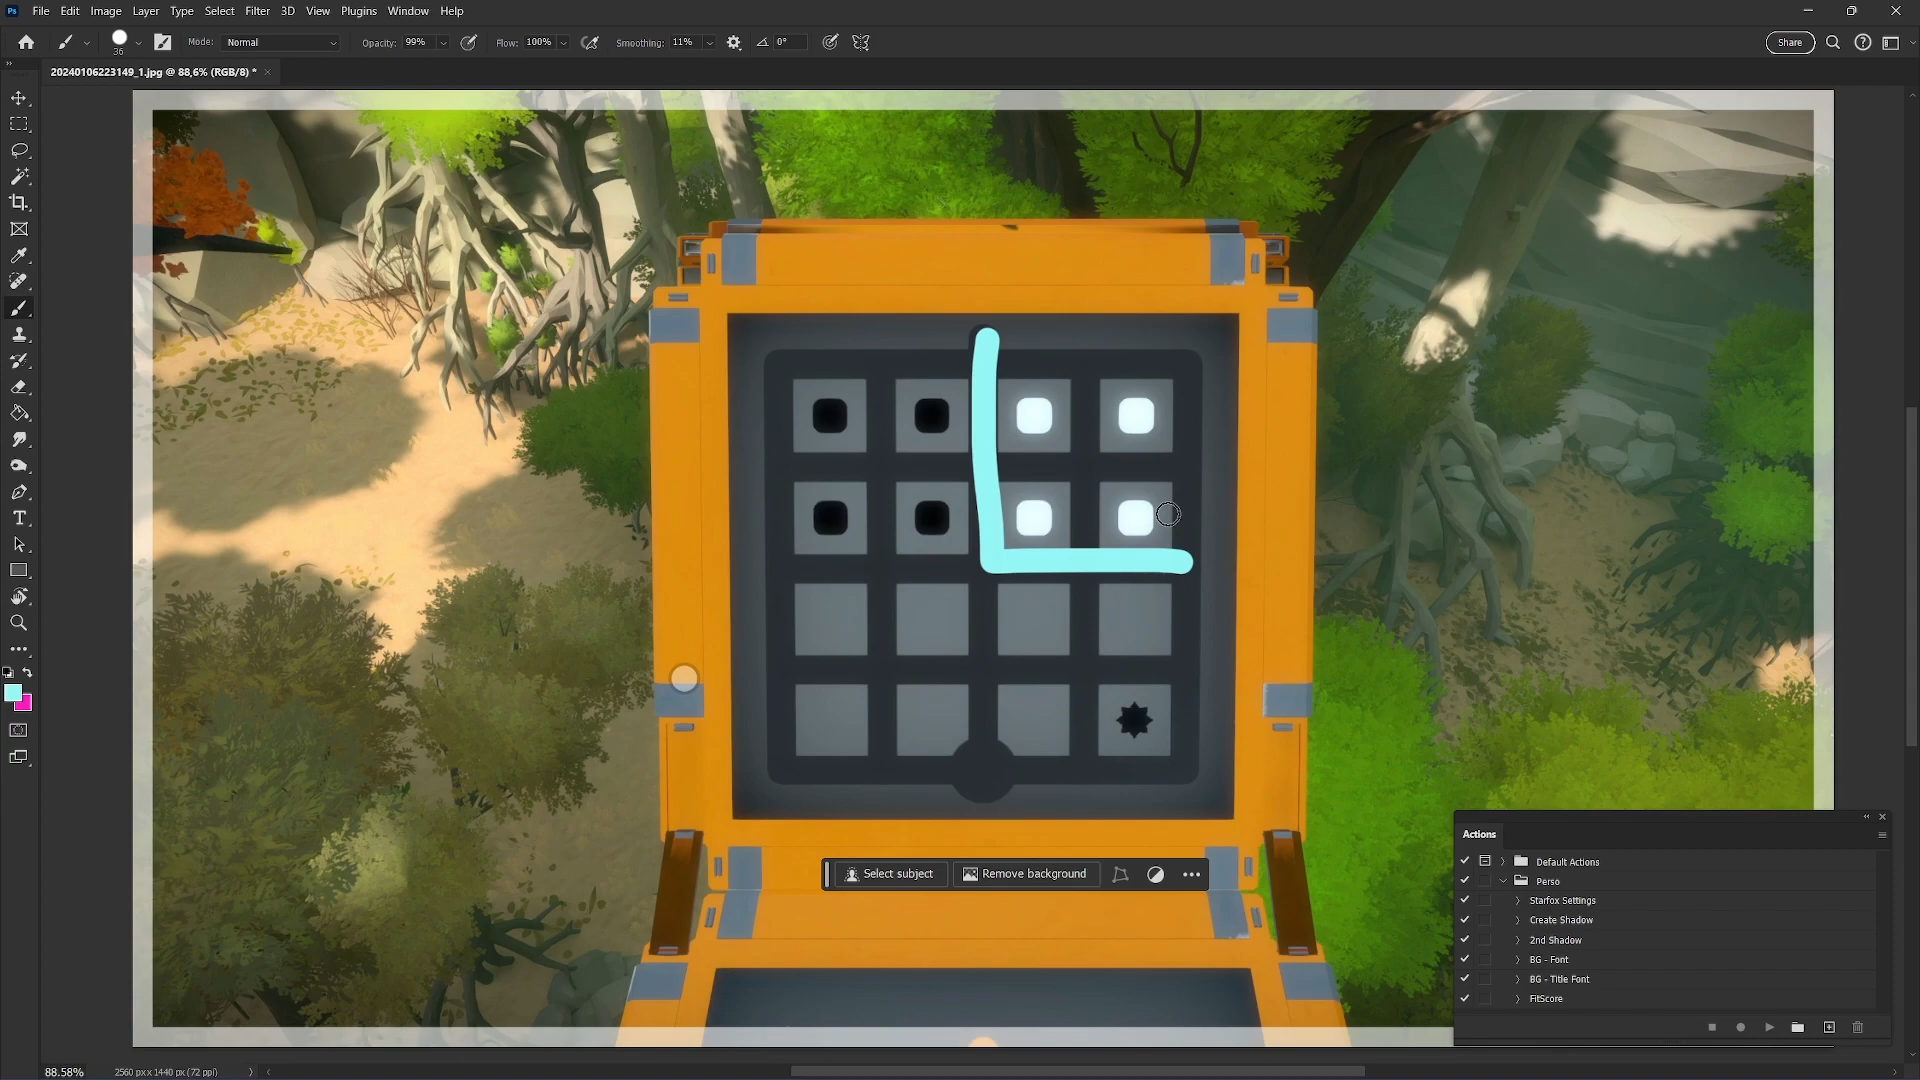 Ps File Edit Image Layer Type Select Filter 3D View Plugins Window Help
36 Mode: Normal Opacity: 99% Flow: 100% Smoothing: 11% 0° Share
20240106223149_1.jpg @ 88,6% (RGB/8) *
Select subject Remove background
Actions
Default Actions
Perso
Starfox Settings
Create Shadow
2nd Shadow
BG - Font
BG - Title Font
FitScore
88.58% 2560 px x 1440 px (72 ppi)